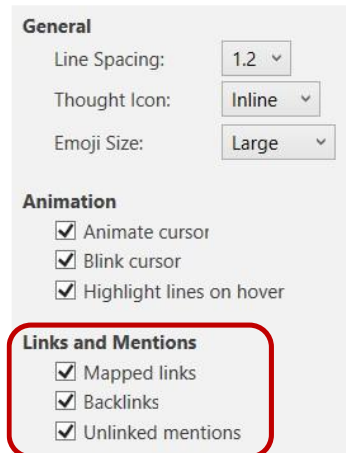 General
Line Spacing: 1.2
Thought Icon: Inline
Emoji Size: Large
Animation
Animate cursor
Blink cursor
Highlight lines on hover
Links and Mentions
Mapped links
Backlinks
Unlinked mentions